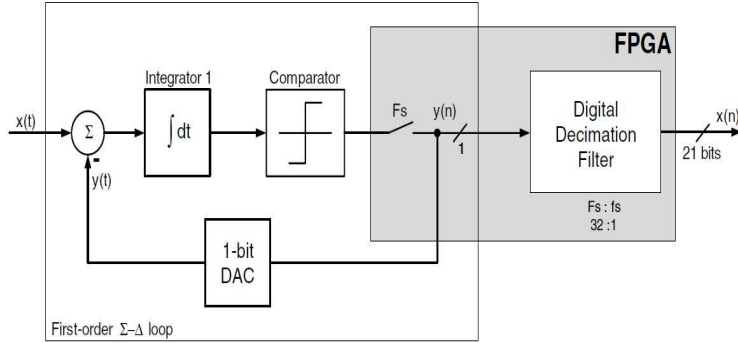 FPGA
Integrator 1
Comparator
x(t)
Σ
∫ dt
Fs
y(n)
1
Digital
Decimation
Filter
x(n)
21 bits
-
y(t)
Fs : fs
32 :1
1-bit
DAC
First-order Σ–Δ loop